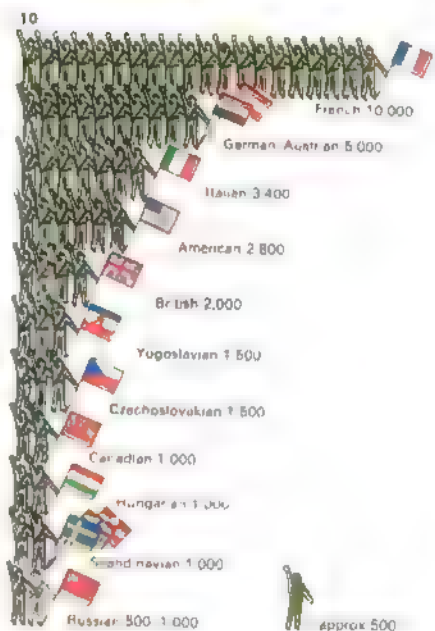 10
French 10 000
German Austrian 5 000
Italian 3 400
American 2 800
British 2,000
Yugoslavian 1 500
Czechoslovakian 1 500
Canadian 1 000
Hungarian 1 000
Scandinavian 1 000
Russian 500 1 000
approx 500